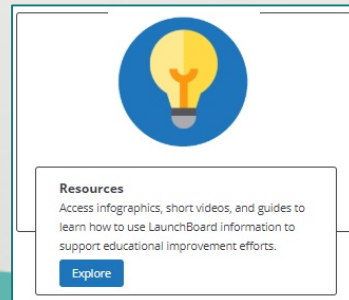 Resources
Access infographics, short videos, and guides to
learn how to use LaunchBoard information to
support educational improvement efforts.
Explore